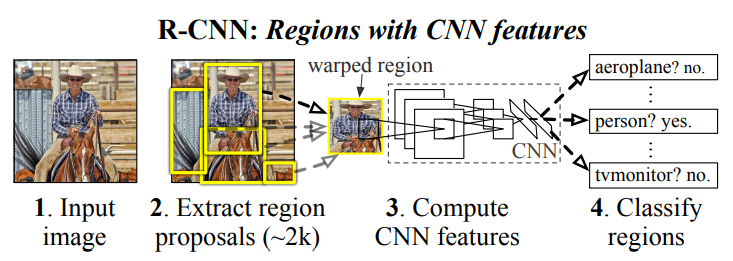 R-CNN: Regions with CNN features
warped region
aeroplane? no.
person? yes.
CNN
tvmonitor? no.
1. Input
image
2. Extract region
proposals (~2k)
3. Compute
CNN features
4. Classify
regions